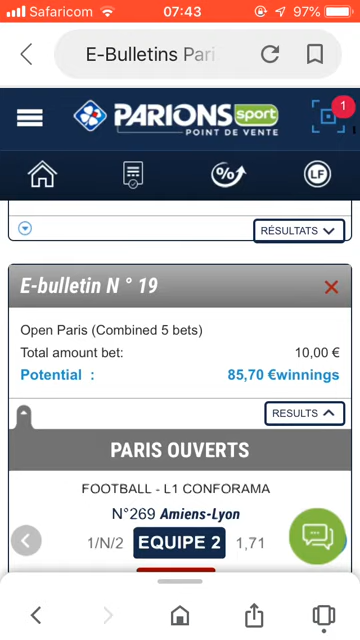 Safaricom 07:43 97%
E-Bulletins Pari
PARIONS sport
POINT DE VENTE
1
% LF
RÉSULTATS
E-bulletin N ° 19
Open Paris (Combined 5 bets)
Total amount bet: 10,00 €
Potential : 85,70 €winnings
RESULTS
PARIS OUVERTS
FOOTBALL - L1 CONFORAMA
N°269 Amiens-Lyon
1/N/2 EQUIPE 2 1,71